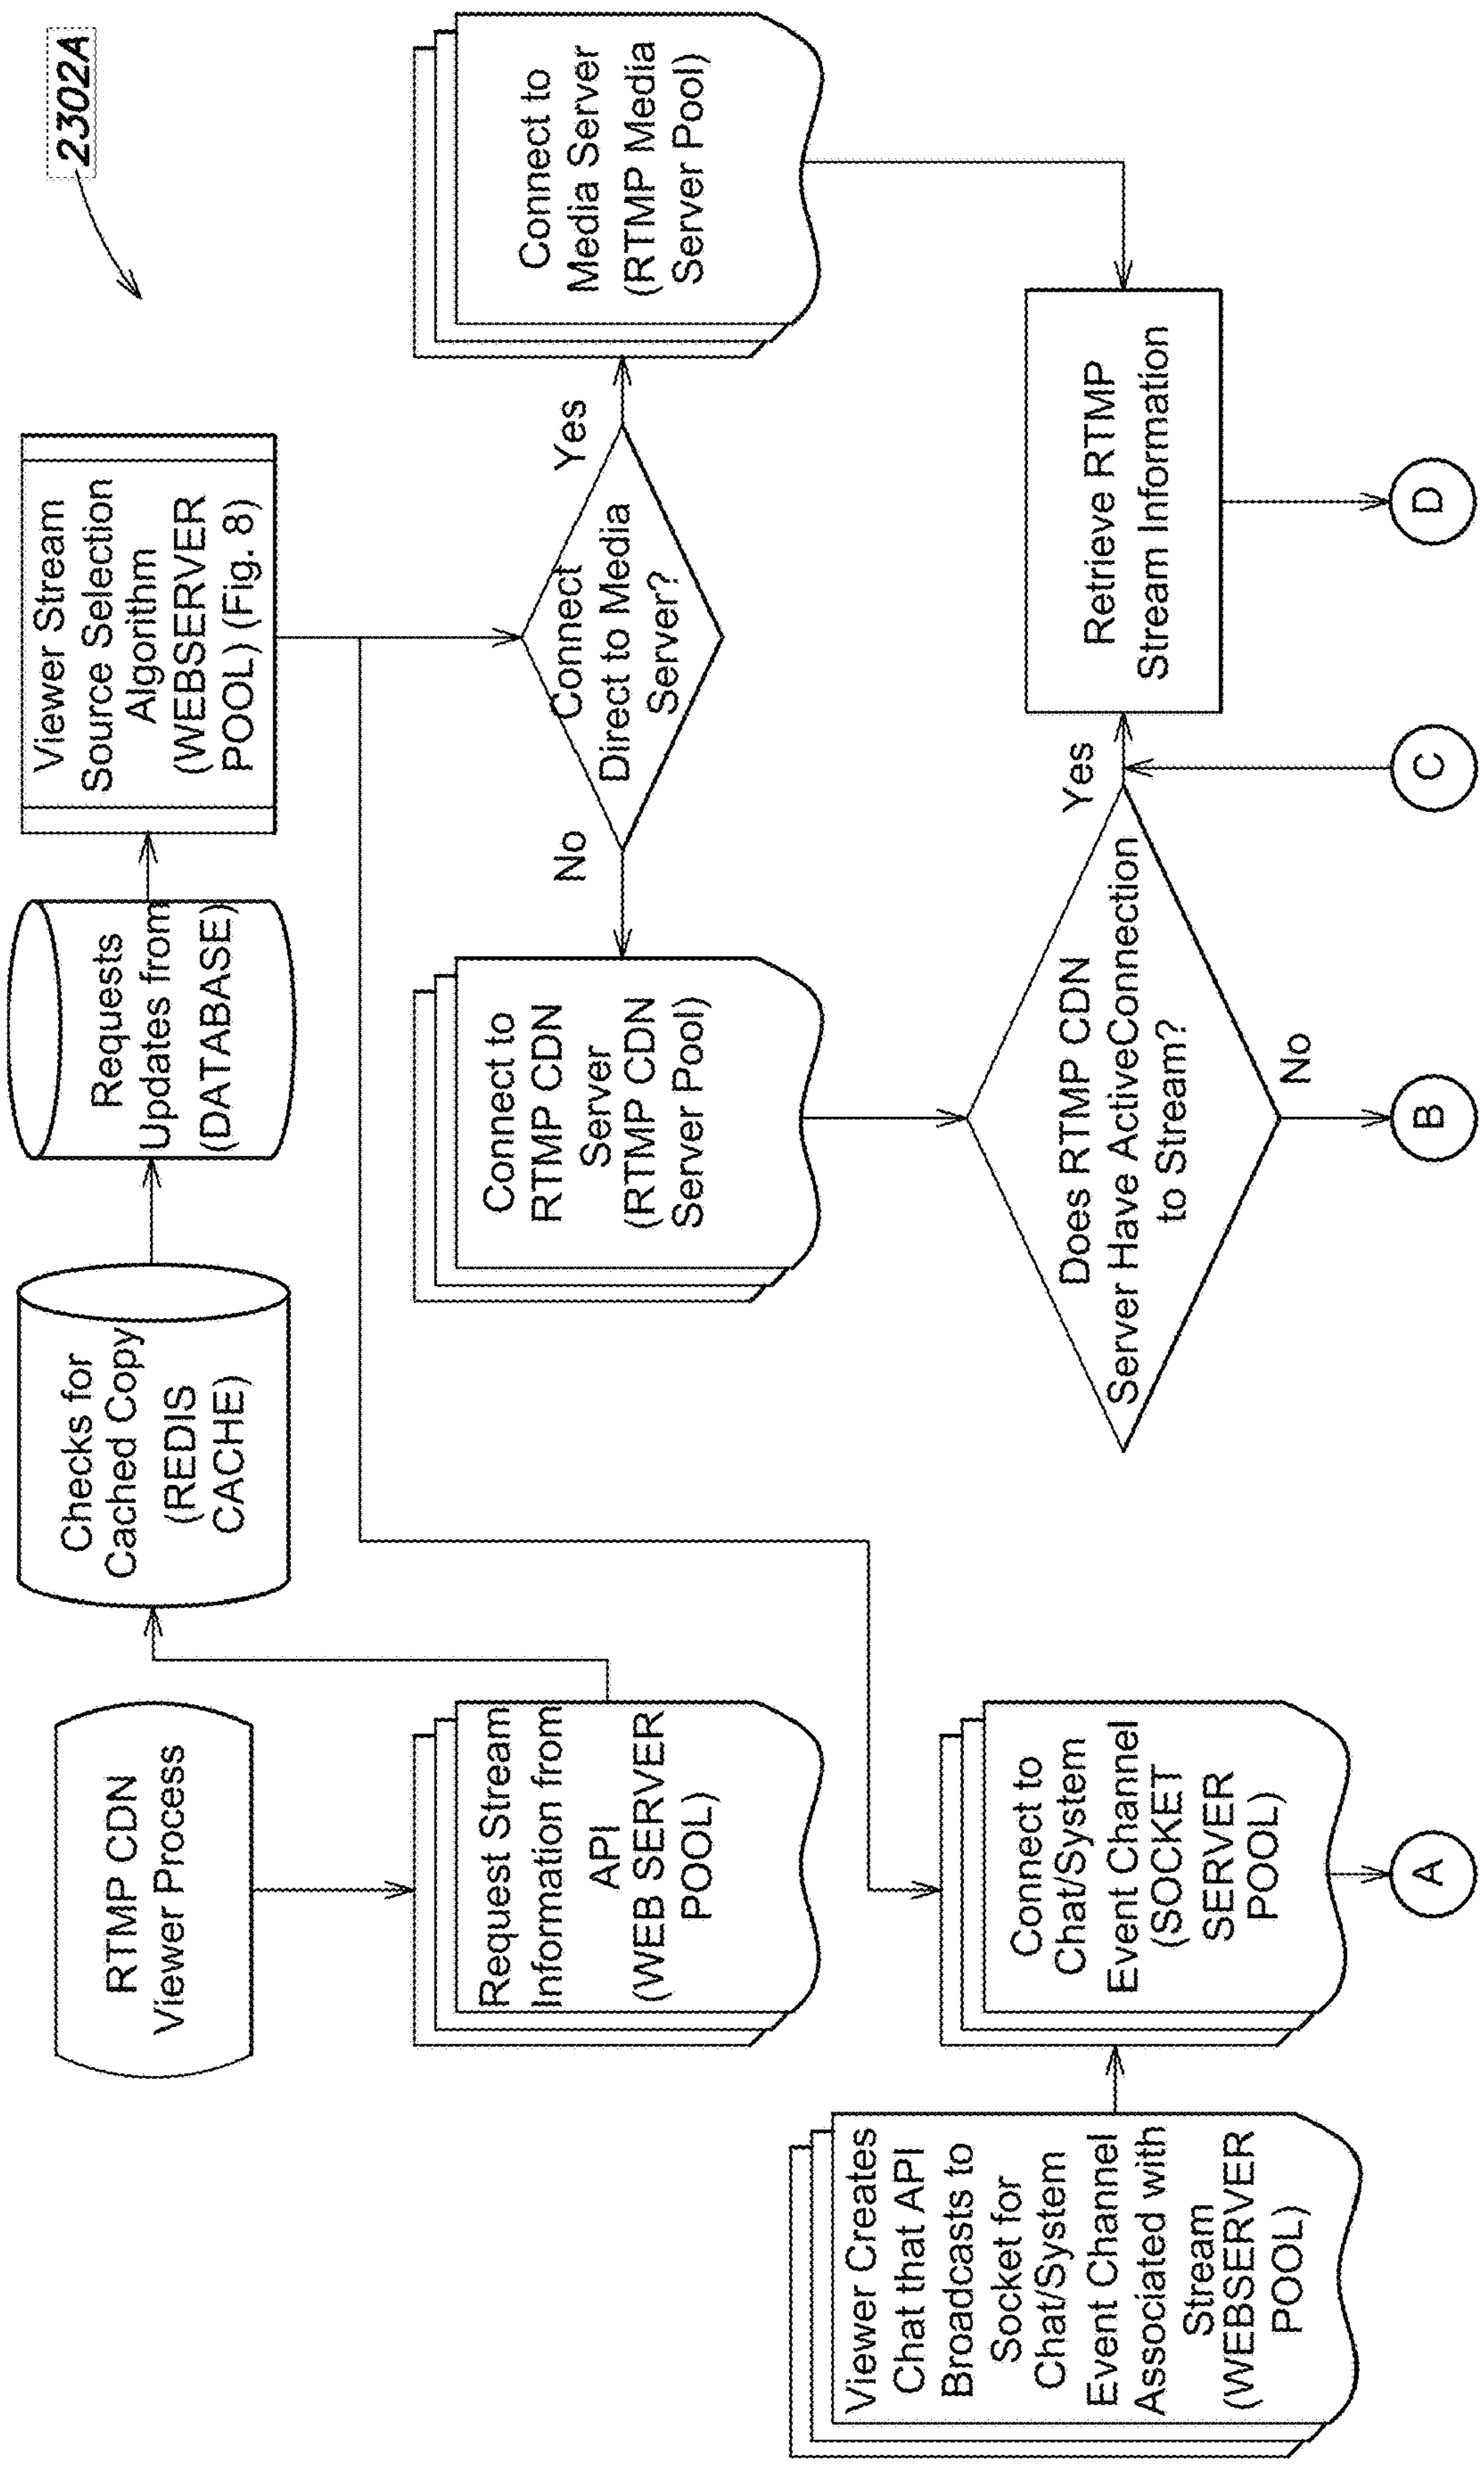 2302A
RTMP CDN
Viewer Process
Checks for
Cached Copy
(REDIS
CACHE)
Requests
Updates from
(DATABASE)
Viewer Stream
Source Selection
Algorithm
(WEBSERVER
POOL) (Fig. 8)
Request Stream
Information from
API
(WEB SERVER
POOL)
Connect to
RTMP CDN
Server
(RTMP CDN
Server Pool)
No
Connect
Direct to Media
Server?
Yes
Connect to
Media Server
(RTMP Media
Server Pool)
Viewer Creates
Chat that API
Broadcasts to
Socket for
Chat/System
Event Channel
Associated with
Stream
(WEBSERVER
POOL)
Connect to
Chat/System
Event Channel
(SOCKET
SERVER
POOL)
Does RTMP CDN
Server Have ActiveConnection
to Stream?
Yes
No
Retrieve RTMP
Stream Information
A
B
C
D